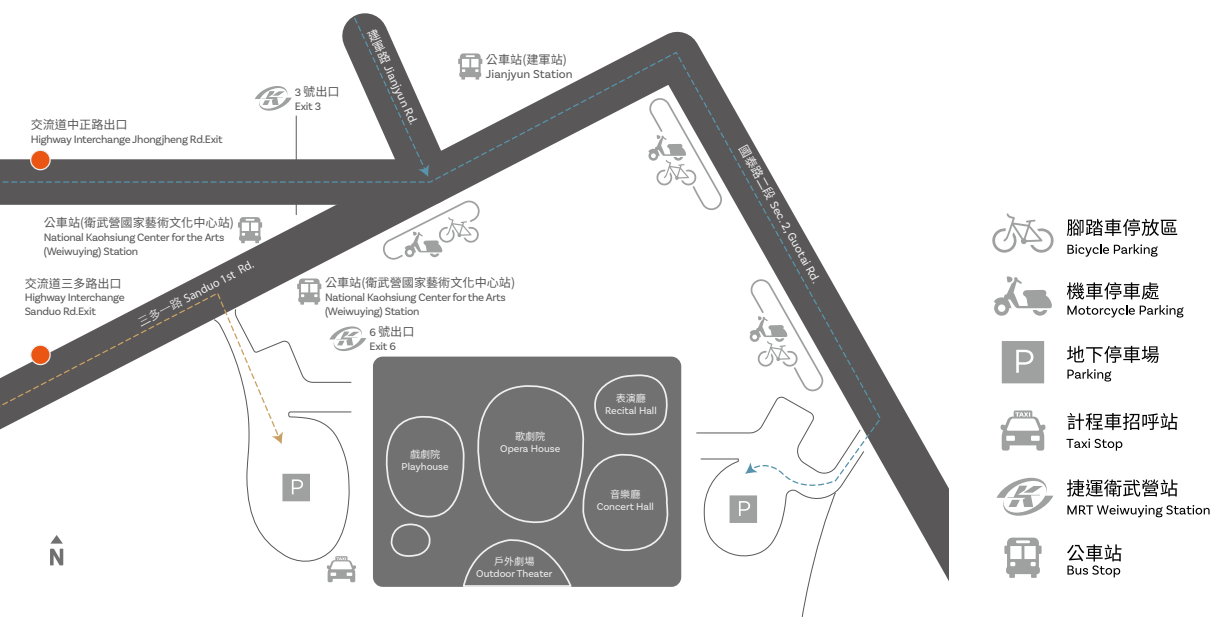 建軍路 Jianjyun Rd.
公車站(建軍站)
Jianjyun Station
3 號出口
Exit 3
交流道中正路出口
Highway Interchange Jhongjheng Rd.Exit
國泰路二段 Sec. 2, Guotai Rd.
公車站(衛武營國家藝術文化中心站)
National Kaohsiung Center for the Arts
(Weiwuying) Station
交流道三多路出口
Highway Interchange
Sanduo Rd.Exit
三多一路 Sanduo 1st Rd.
公車站(衛武營國家藝術文化中心站)
National Kaohsiung Center for the Arts
(Weiwuying) Station
6 號出口
Exit 6
表演廳
Recital Hall
歌劇院
Opera House
戲劇院
Playhouse
音樂廳
Concert Hall
戶外劇場
Outdoor Theater
P
P
TAXI
N
腳踏車停放區
Bicycle Parking
機車停車處
Motorcycle Parking
P
地下停車場
Parking
TAXI
計程車招呼站
Taxi Stop
捷運衛武營站
MRT Weiwuying Station
公車站
Bus Stop